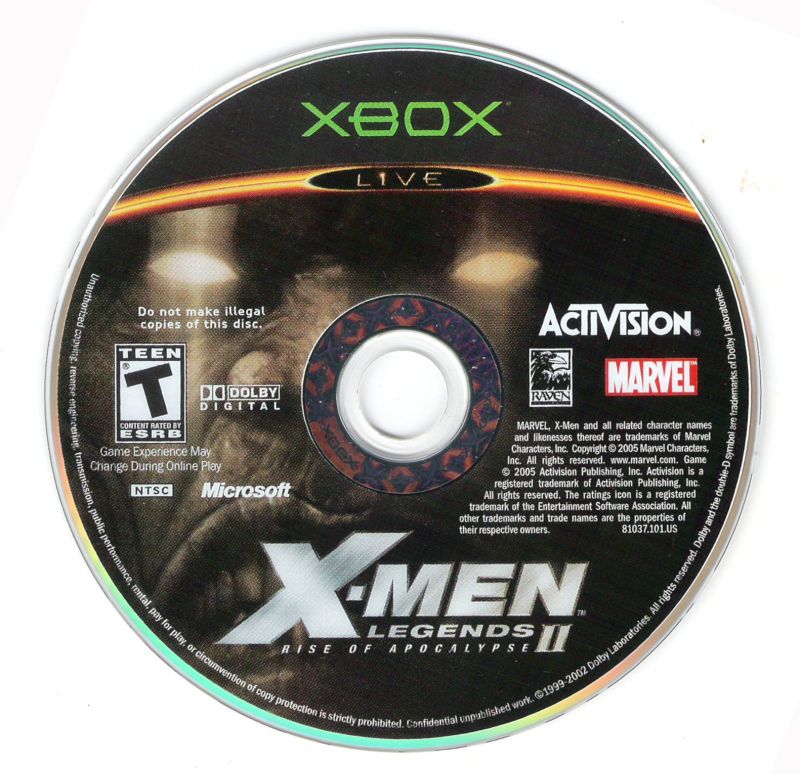 XBOX
LIVE
Do not make illegal
copies of this disc.
TEEN
T
CONTENT RATED BY
ESRB
DOLBY
DIGITAL
Game Experience May
Change During Online Play
NTSC
Microsoft
ACTIVISION®
RAVEN
MARVEL
MARVEL, X-Men and all related character names
and likenesses thereof are trademarks of Marvel
Characters, Inc. Copyright © 2005 Marvel Characters,
Inc. All rights reserved. www.marvel.com. Game
© 2005 Activision Publishing, Inc. Activision is a
registered trademark of Activision Publishing, Inc.
All rights reserved. The ratings icon is a registered
trademark of the Entertainment Software Association. All
other trademarks and trade names are the properties of
their respective owners.
81037.101.US
XBOX
X-MEN™
LEGENDS II
RISE OF APOCALYPSE
Unauthorized copying, reverse engineering, transmission, public performance, rental, pay for play, or circumvention of copy protection is strictly prohibited. Confidential unpublished work. ©1999-2002 Dolby Laboratories. All rights reserved. Dolby and the double-D symbol are trademarks of Dolby Laboratories.